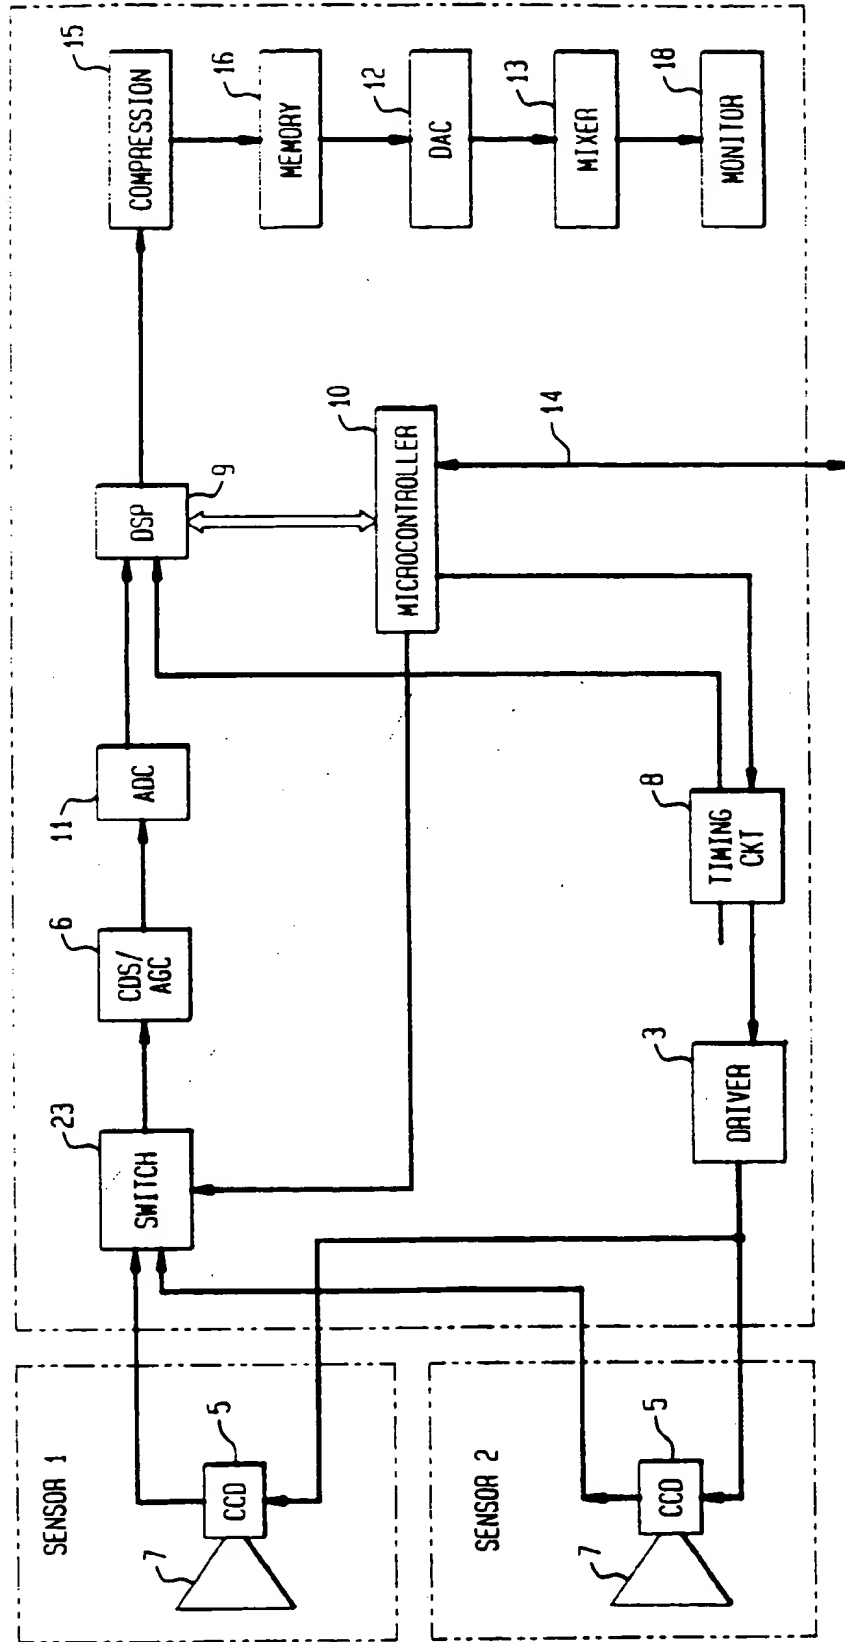 SENSOR 1
7
CCD
5
SENSOR 2
7
CCD
5
SWITCH
23
CDS/
AGC
6
ADC
11
DSP
9
COMPRESSION
15
MEMORY
16
DAC
12
MIXER
13
MONITOR
18
MICROCONTROLLER
10
14
TIMING
CKT
8
DRIVER
3